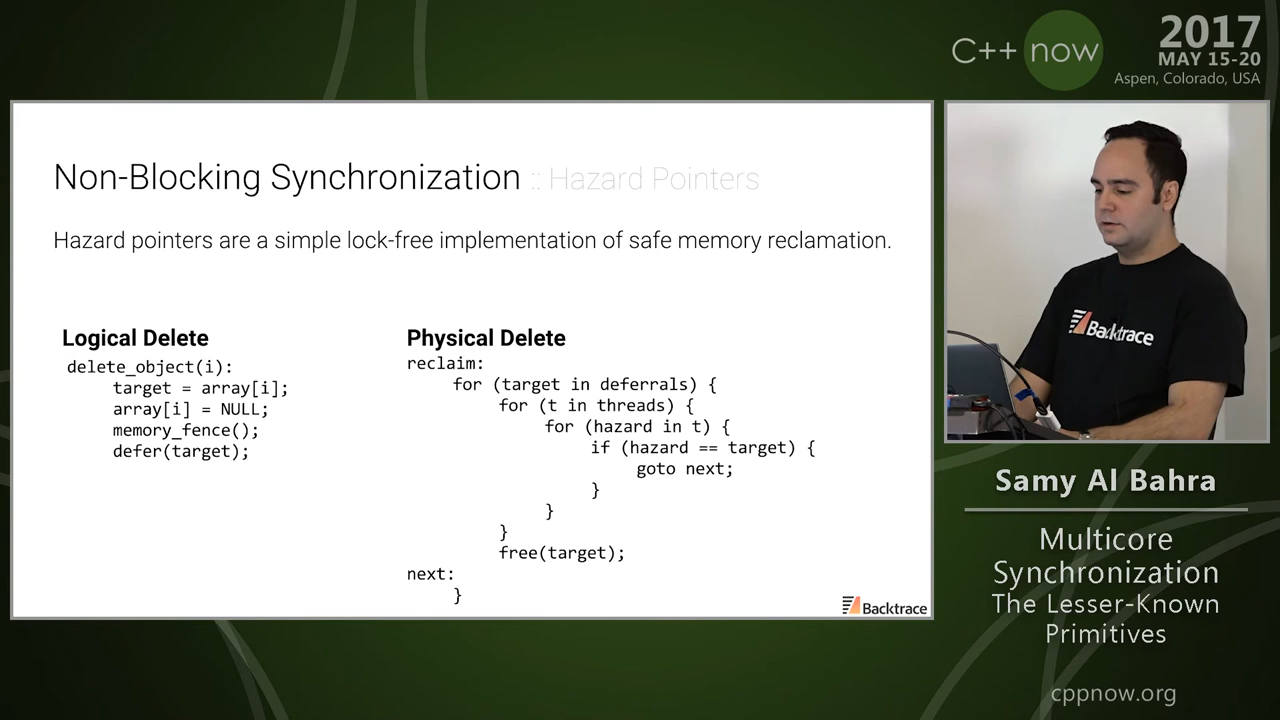 C++ now
2017
MAY 15-20
Aspen, Colorado, USA
Non-Blocking Synchronization :: Hazard Pointers
Hazard pointers are a simple lock-free implementation of safe memory reclamation.
Logical Delete
delete_object(i):
target = array[i];
array[i] = NULL;
memory_fence();
defer(target);
Physical Delete
reclaim:
for (target in deferrals) {
for (t in threads) {
for (hazard in t) {
if (hazard == target) {
goto next;
}
}
}
free(target);
next:
}
Backtrace
Backtrace
Samy Al Bahra
Multicore
Synchronization
The Lesser-Known
Primitives
cppnow.org